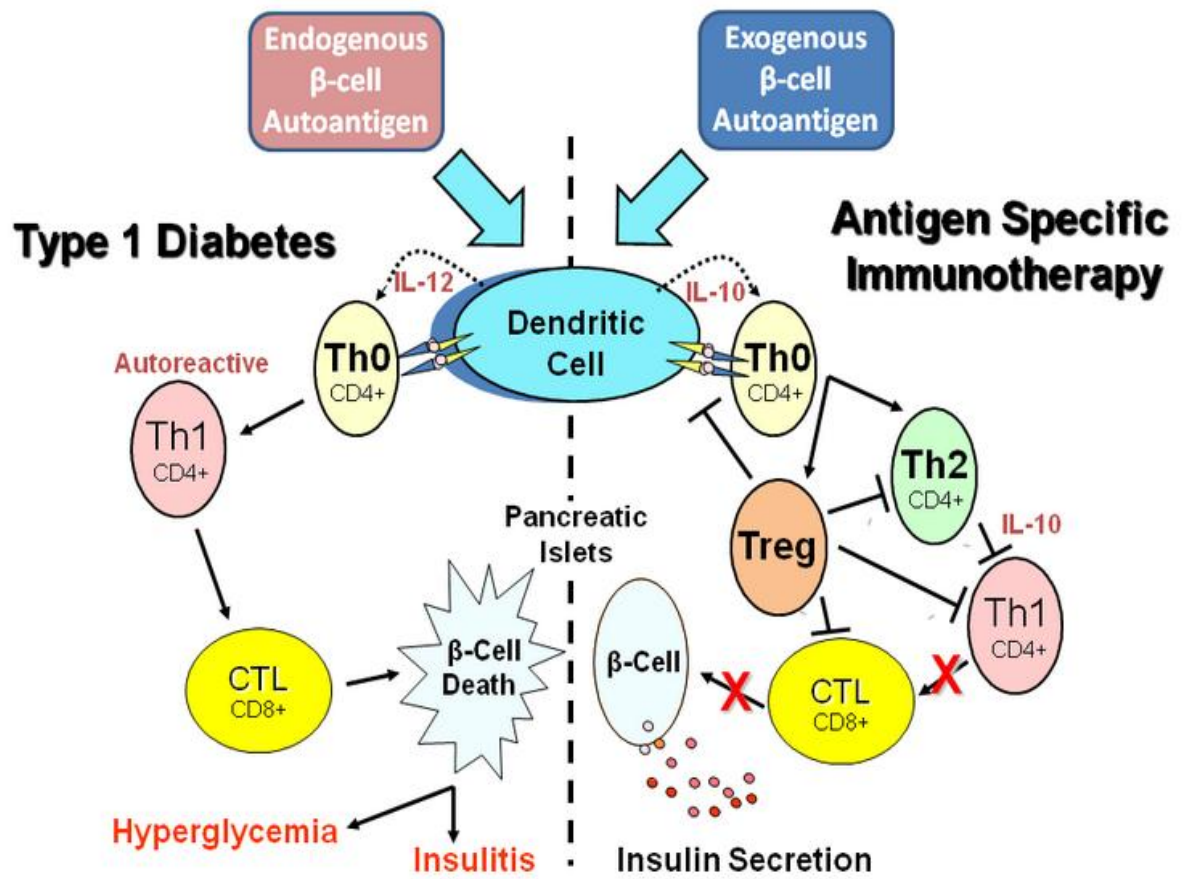 Endogenous
β-cell
Autoantigen
Exogenous
β-cell
Autoantigen
Type 1 Diabetes
Antigen Specific
Immunotherapy
IL-12
IL-10
Dendritic
Cell
Th0
CD4+
Th0
CD4+
Autoreactive
Th1
CD4+
Th2
CD4+
IL-10
Pancreatic
Islets
Treg
Th1
CD4+
CTL
CD8+
β-Cell
Death
β-Cell
X
X
CTL
CD8+
Hyperglycemia
Insulitis
Insulin Secretion